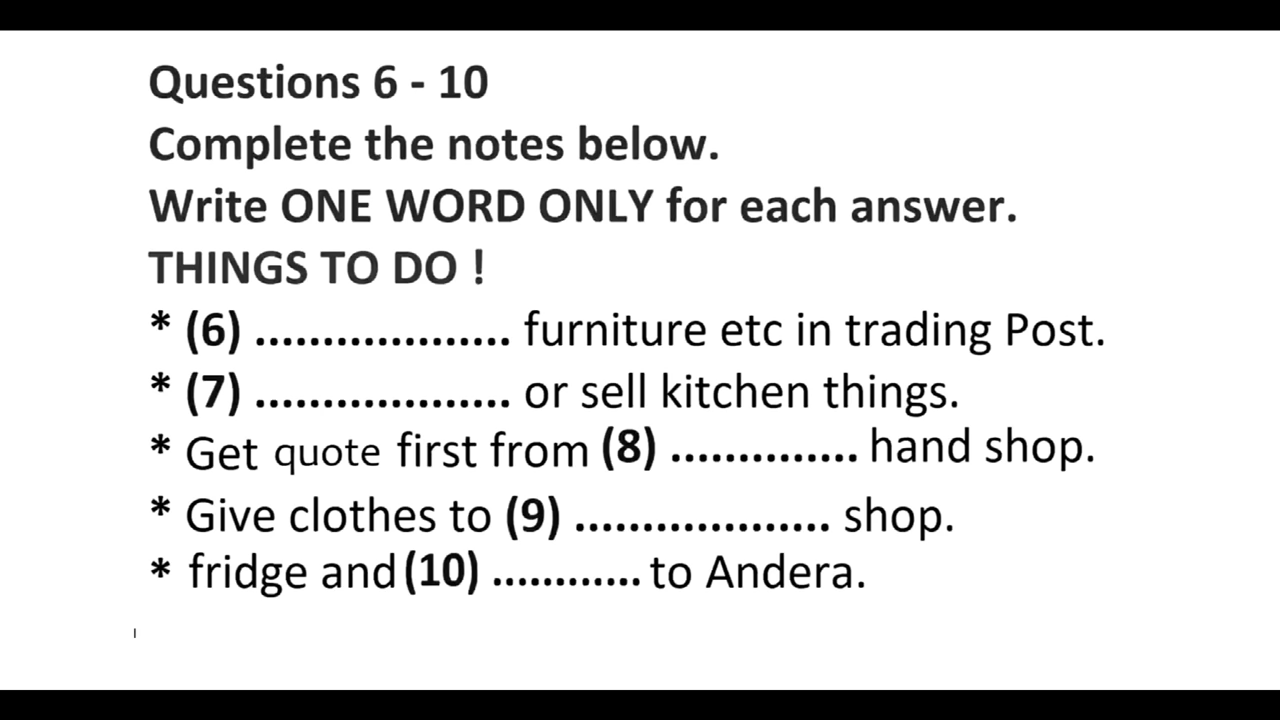 Questions 6 - 10
Complete the notes below.
Write ONE WORD ONLY for each answer.
THINGS TO DO !
* (6) ................... furniture etc in trading Post.
* (7) ................... or sell kitchen things.
* Get quote first from (8) .............. hand shop.
* Give clothes to (9) ................... shop.
* fridge and (10) ............ to Andera.